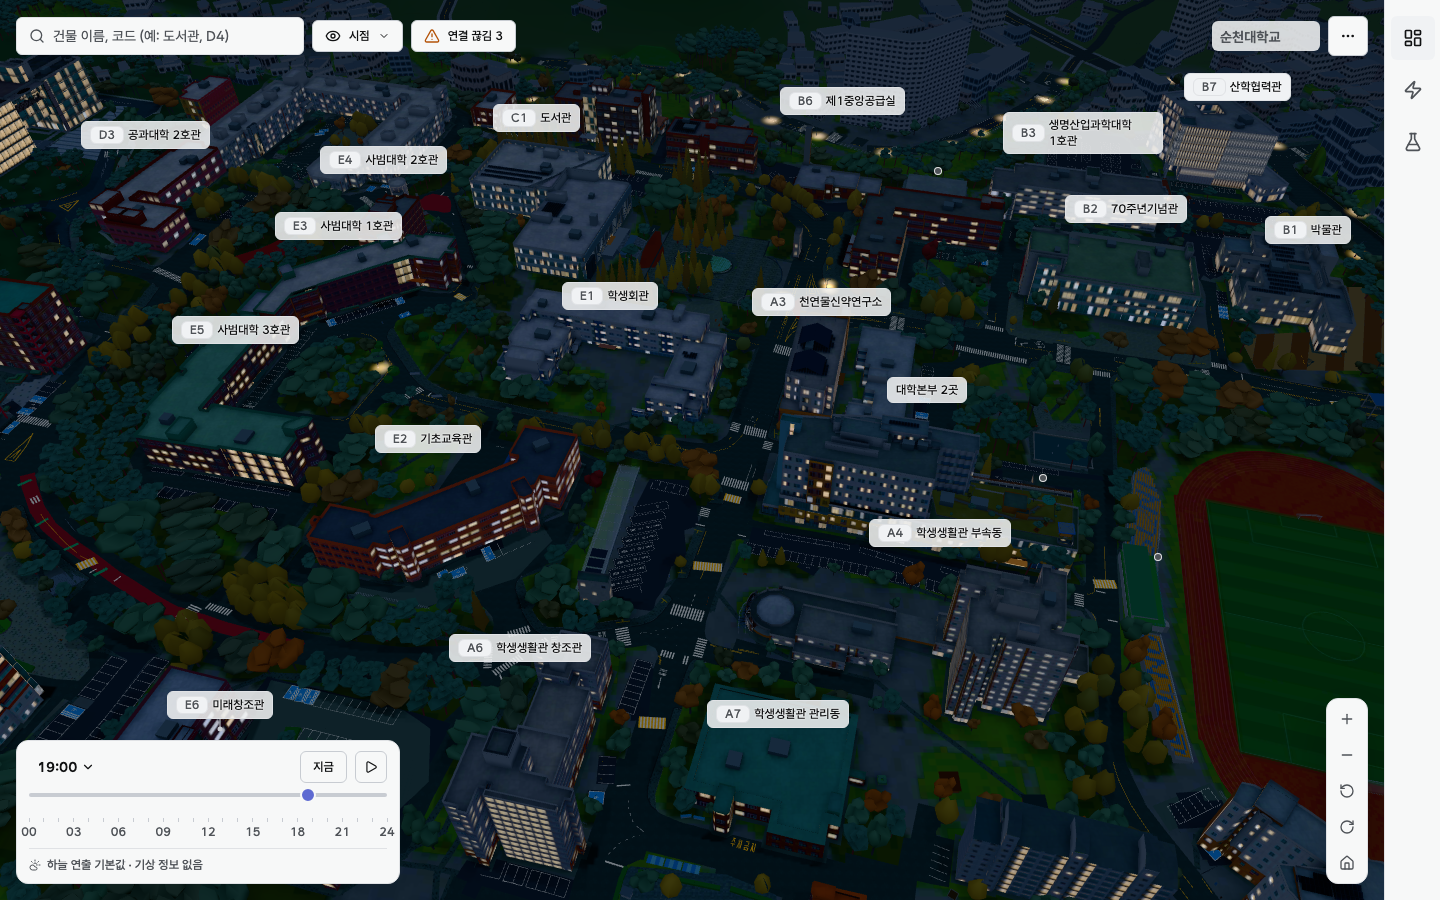 건물 이름, 코드 (예: 도서관, D4)
시점
연결 끊김 3
순천대학교
B7 산학협력관
B6 제1중앙공급실
C1 도서관
B3 생명산업과학대학
1호관
D3 공과대학 2호관
E4 사범대학 2호관
B2 70주년기념관
E3 사범대학 1호관
B1 박물관
E1 학생회관
A3 천연물신약연구소
E5 사범대학 3호관
대학본부 2곳
E2 기초교육관
A4 학생생활관 부속동
A6 학생생활관 창조관
E6 미래창조관
A7 학생생활관 관리동
19:00
지금
00 03 06 09 12 15 18 21 24
하늘 연출 기본값 · 기상 정보 없음